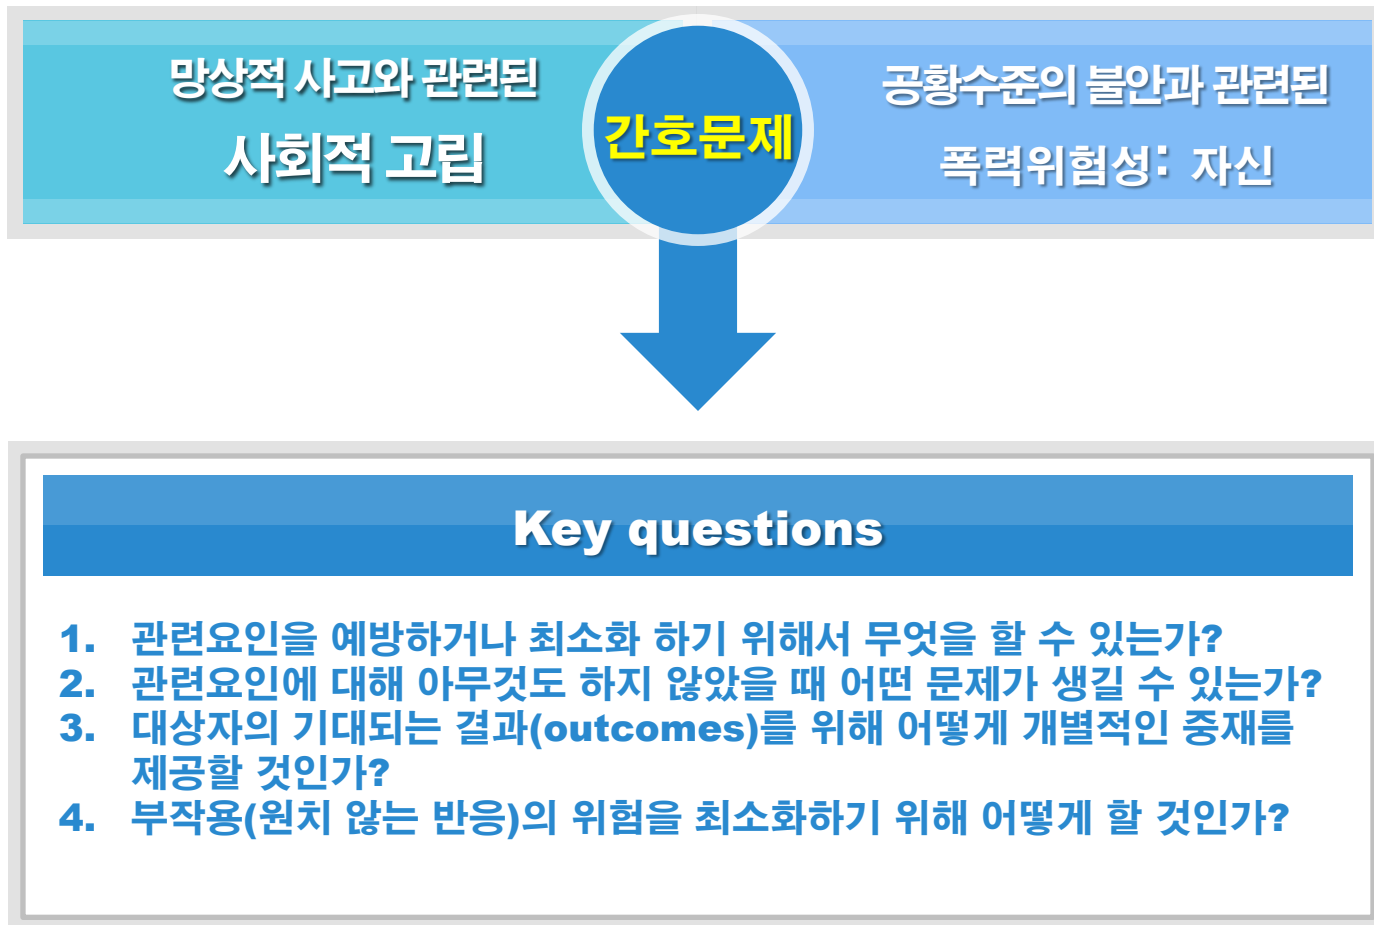 망상적 사고와 관련된
사회적 고립
간호문제
공황수준의 불안과 관련된
폭력위험성: 자신
Key questions
1. 관련요인을 예방하거나 최소화 하기 위해서 무엇을 할 수 있는가?
2. 관련요인에 대해 아무것도 하지 않았을 때 어떤 문제가 생길 수 있는가?
3. 대상자의 기대되는 결과(outcomes)를 위해 어떻게 개별적인 중재를
제공할 것인가?
4. 부작용(원치 않는 반응)의 위험을 최소화하기 위해 어떻게 할 것인가?